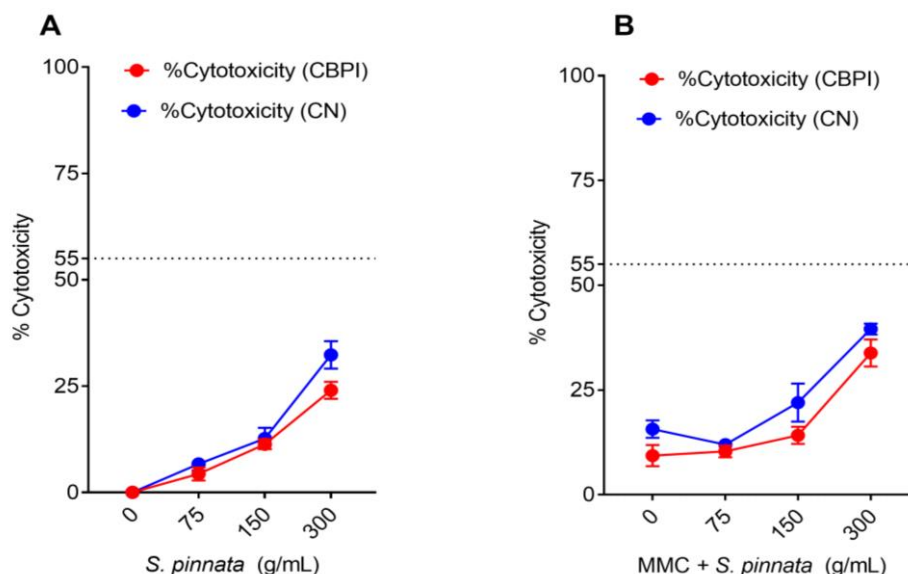 A
100
%Cytotoxicity (CBPI)
%Cytotoxicity (CN)
75
55
50
25
0
% Cytotoxicity
0
75
150
300
S. pinnata (g/mL)
B
100
%Cytotoxicity (CBPI)
%Cytotoxicity (CN)
75
55
50
25
0
% Cytotoxicity
0
75
150
300
MMC + S. pinnata (g/mL)